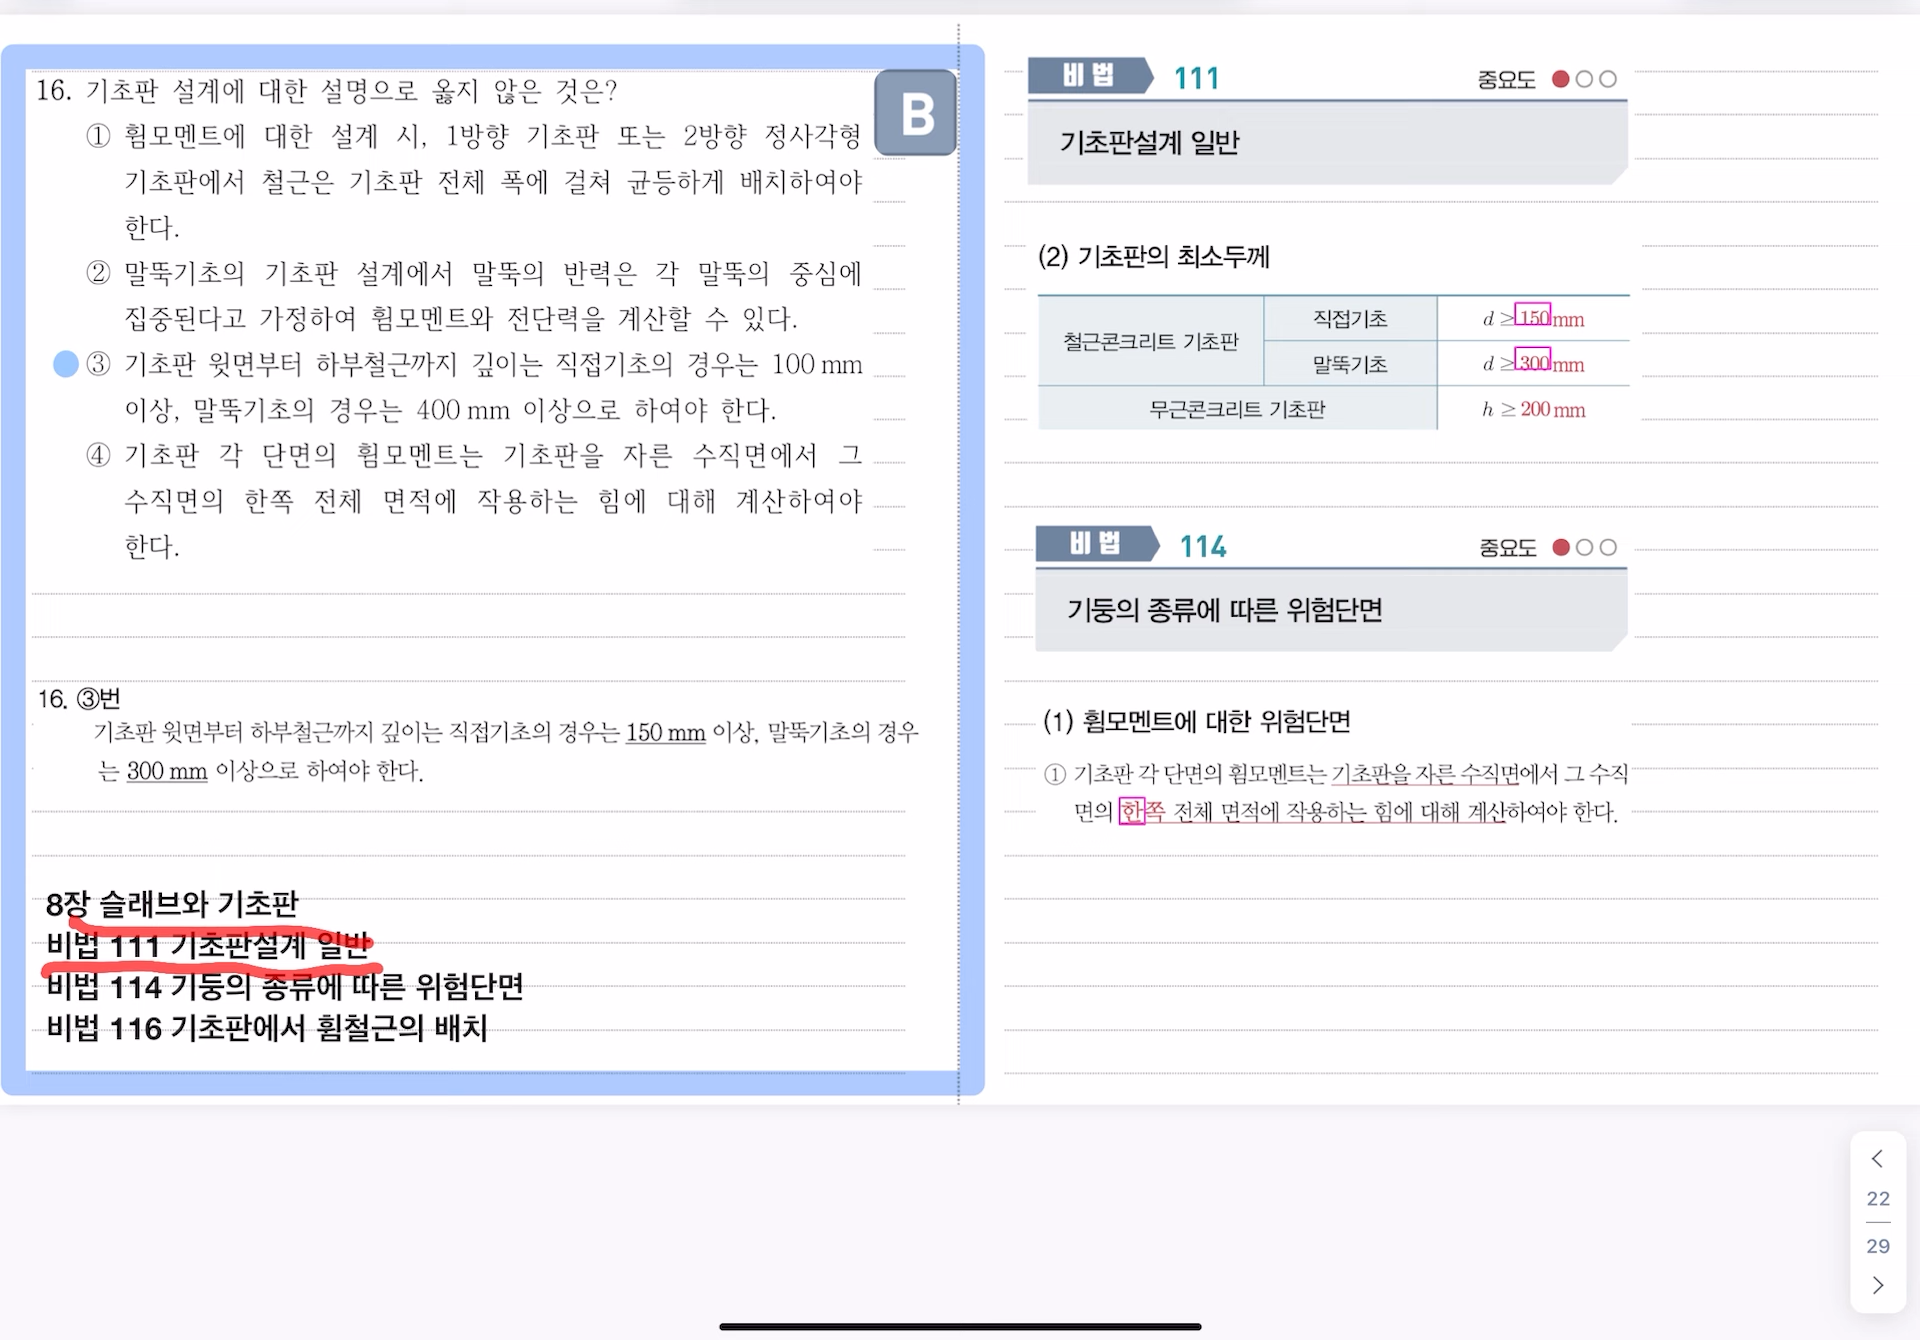 16. 기초판 설계에 대한 설명으로 옳지 않은 것은?
① 휨모멘트에 대한 설계 시, 1방향 기초판 또는 2방향 정사각형
기초판에서 철근은 기초판 전체 폭에 걸쳐 균등하게 배치하여야
한다.
② 말뚝기초의 기초판 설계에서 말뚝의 반력은 각 말뚝의 중심에
집중된다고 가정하여 휨모멘트와 전단력을 계산할 수 있다.
③ 기초판 윗면부터 하부철근까지 깊이는 직접기초의 경우는 100 mm
이상, 말뚝기초의 경우는 400 mm 이상으로 하여야 한다.
④ 기초판 각 단면의 휨모멘트는 기초판을 자른 수직면에서 그
수직면의 한쪽 전체 면적에 작용하는 힘에 대해 계산하여야
한다.
B
16. ③번
기초판 윗면부터 하부철근까지 깊이는 직접기초의 경우는 150 mm 이상, 말뚝기초의 경우
는 300 mm 이상으로 하여야 한다.
8장 슬래브와 기초판
비법 111 기초판설계 일반
비법 114 기둥의 종류에 따른 위험단면
비법 116 기초판에서 휨철근의 배치
비법 111 중요도
기초판설계 일반
(2) 기초판의 최소두께
철근콘크리트 기초판 직접기초 d ≥ 150 mm
말뚝기초 d ≥ 300 mm
무근콘크리트 기초판 h ≥ 200 mm
비법 114 중요도
기둥의 종류에 따른 위험단면
(1) 휨모멘트에 대한 위험단면
① 기초판 각 단면의 휨모멘트는 기초판을 자른 수직면에서 그 수직
면의 한쪽 전체 면적에 작용하는 힘에 대해 계산하여야 한다.
22
29